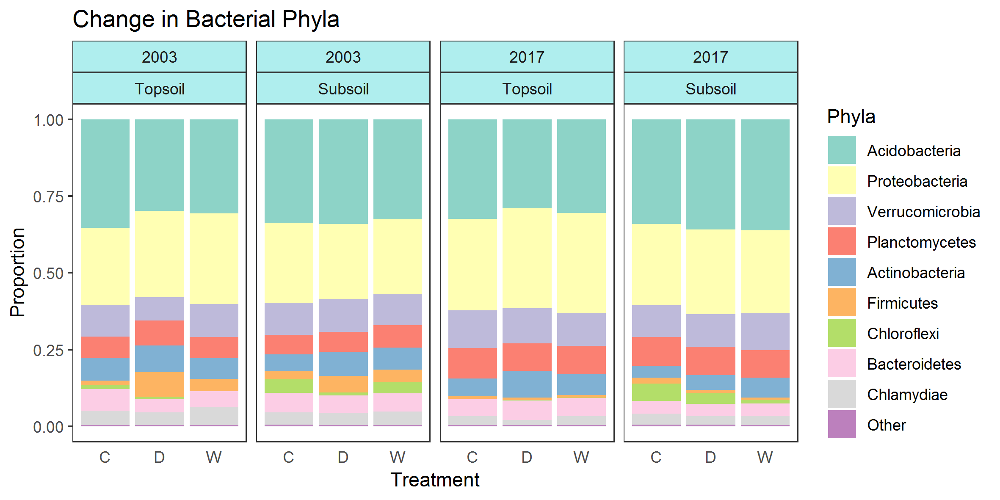 Change in Bacterial Phyla
2003
2003
2017
2017
Topsoil
Subsoil
Topsoil
Subsoil
Proportion
1.00
0.75
0.50
0.25
0.00
C D W
C D W
C D W
C D W
Treatment
Phyla
Acidobacteria
Proteobacteria
Verrucomicrobia
Planctomycetes
Actinobacteria
Firmicutes
Chloroflexi
Bacteroidetes
Chlamydiae
Other